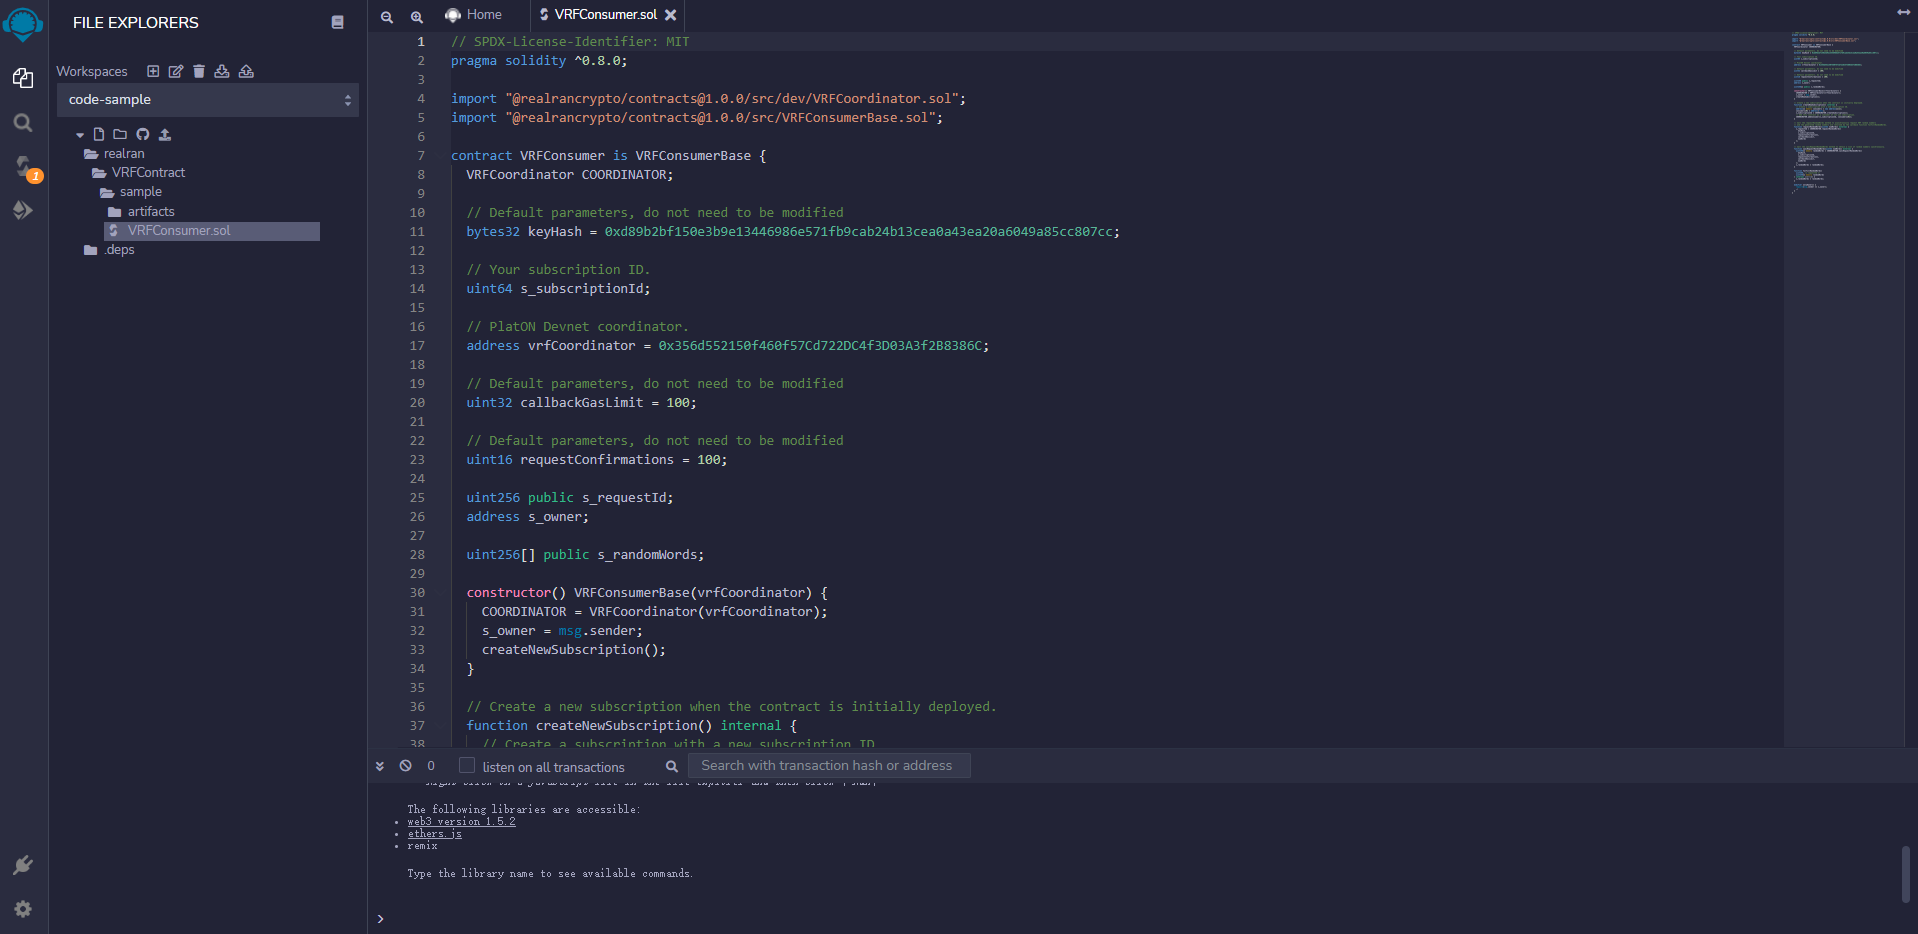 FILE EXPLORERS
Workspaces
code-sample
realran
VRFContract
sample
artifacts
VRFConsumer.sol
.deps
1
Home
VRFConsumer.sol
1 // SPDX-License-Identifier: MIT
2 pragma solidity ^0.8.0;
3
4 import "@realrancrypto/contracts@1.0.0/src/dev/VRFCoordinator.sol";
5 import "@realrancrypto/contracts@1.0.0/src/VRFConsumerBase.sol";
6
7 contract VRFConsumer is VRFConsumerBase {
8 VRFCoordinator COORDINATOR;
9
10 // Default parameters, do not need to be modified
11 bytes32 keyHash = 0xd89b2bf150e3b9e13446986e571fb9cab24b13cea0a43ea20a6049a85cc807cc;
12
13 // Your subscription ID.
14 uint64 s_subscriptionId;
15
16 // PlatON Devnet coordinator.
17 address vrfCoordinator = 0x356d552150f460f57Cd722DC4f3D03A3f2B8386C;
18
19 // Default parameters, do not need to be modified
20 uint32 callbackGasLimit = 100;
21
22 // Default parameters, do not need to be modified
23 uint16 requestConfirmations = 100;
24
25 uint256 public s_requestId;
26 address s_owner;
27
28 uint256[] public s_randomWords;
29
30 constructor() VRFConsumerBase(vrfCoordinator) {
31 COORDINATOR = VRFCoordinator(vrfCoordinator);
32 s_owner = msg.sender;
33 createNewSubscription();
34 }
35
36 // Create a new subscription when the contract is initially deployed.
37 function createNewSubscription() internal {
38 // Create a subscription with a new subscription ID
0
listen on all transactions
Search with transaction hash or address
The following libraries are accessible:
• web3 version 1.5.2
• ethers.js
• remix
Type the library name to see available commands.
>